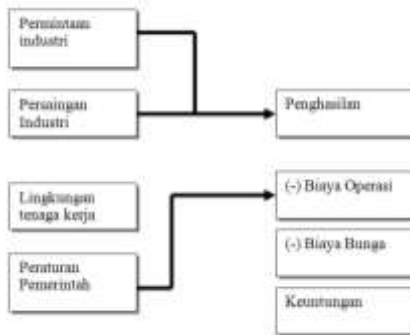 Permintaan
industri
Persaingan
Industri
Penghasilan
Lingkungan
tenaga kerja
(-) Biaya Operasi
(-) Biaya Bunga
Peraturan
Pemerintah
Keuntungan